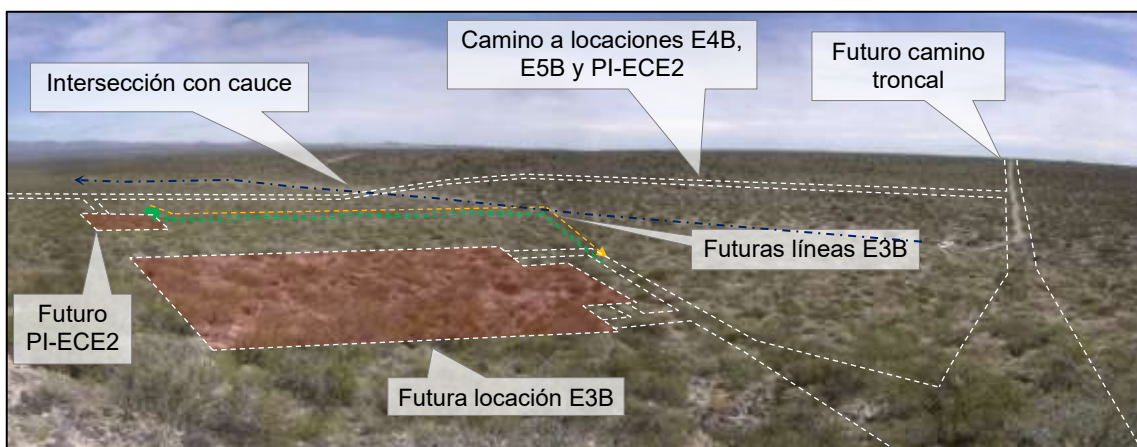 Camino a locaciones E4B,
E5B y PI-ECE2
Futuro camino
troncal
Intersección con cauce
Futuras líneas E3B
Futuro
PI-ECE2
Futura locación E3B